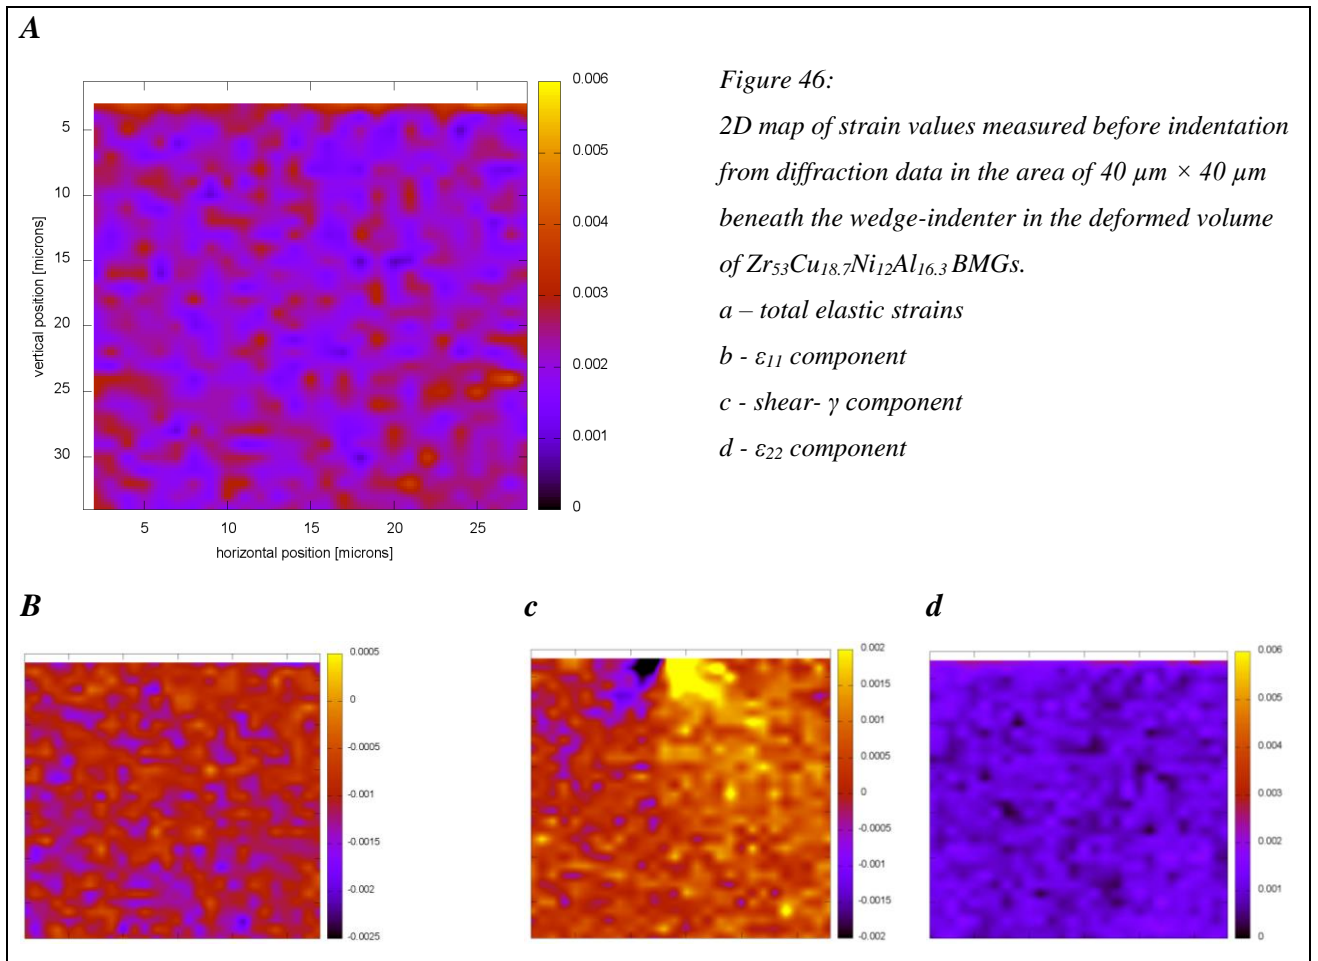 A
0.006
0.005
0.004
0.003
0.002
0.001
0
5
10
15
20
25
30
vertical position [microns]
5 10 15 20 25
horizontal position [microns]
Figure 46:
2D map of strain values measured before indentation
from diffraction data in the area of 40 µm × 40 µm
beneath the wedge-indenter in the deformed volume
of Zr53Cu18.7Ni12Al16.3 BMGs.
a – total elastic strains
b - ε11 component
c - shear- γ component
d - ε22 component
B
0.0005
0
-0.0005
-0.001
-0.0015
-0.002
-0.0025
c
0.002
0.0015
0.001
0.0005
0
-0.0005
-0.001
-0.0015
-0.002
d
0.006
0.005
0.004
0.003
0.002
0.001
0